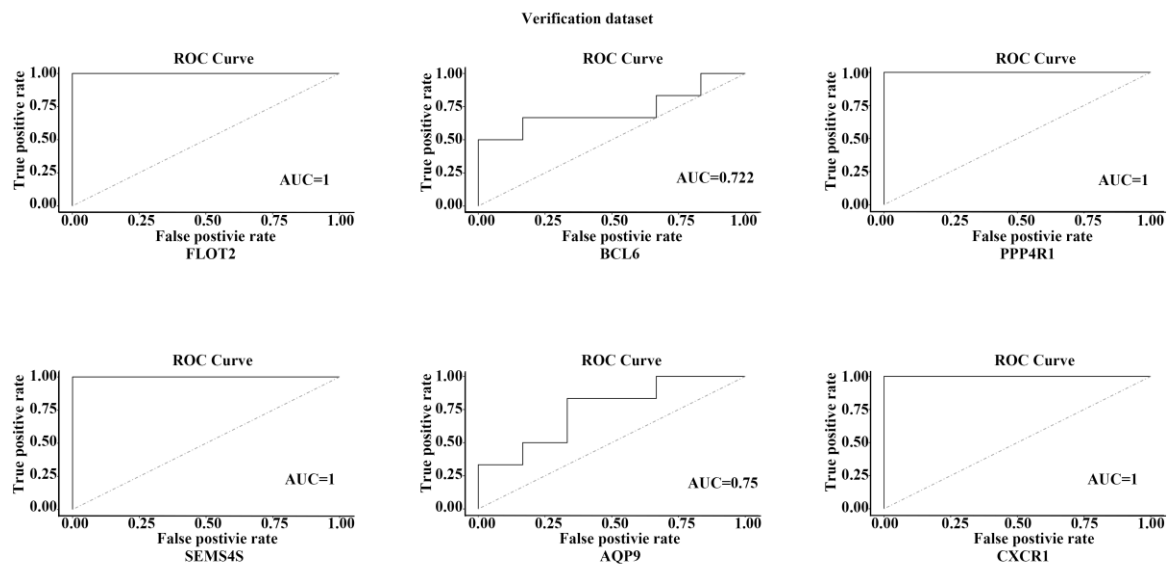 Verification dataset
ROC Curve
True positive rate
1.00
0.75
0.50
0.25
0.00
AUC=1
0.00 0.25 0.50 0.75 1.00
False postivie rate
FLOT2
ROC Curve
True positive rate
1.00
0.75
0.50
0.25
0.00
AUC=0.722
0.00 0.25 0.50 0.75 1.00
False postivie rate
BCL6
ROC Curve
True positive rate
1.00
0.75
0.50
0.25
0.00
AUC=1
0.00 0.25 0.50 0.75 1.00
False postivie rate
PPP4R1
ROC Curve
True positive rate
1.00
0.75
0.50
0.25
0.00
AUC=1
0.00 0.25 0.50 0.75 1.00
False postivie rate
SEMS4S
ROC Curve
True positive rate
1.00
0.75
0.50
0.25
0.00
AUC=0.75
0.00 0.25 0.50 0.75 1.00
False postivie rate
AQP9
ROC Curve
True positive rate
1.00
0.75
0.50
0.25
0.00
AUC=1
0.00 0.25 0.50 0.75 1.00
False postivie rate
CXCR1